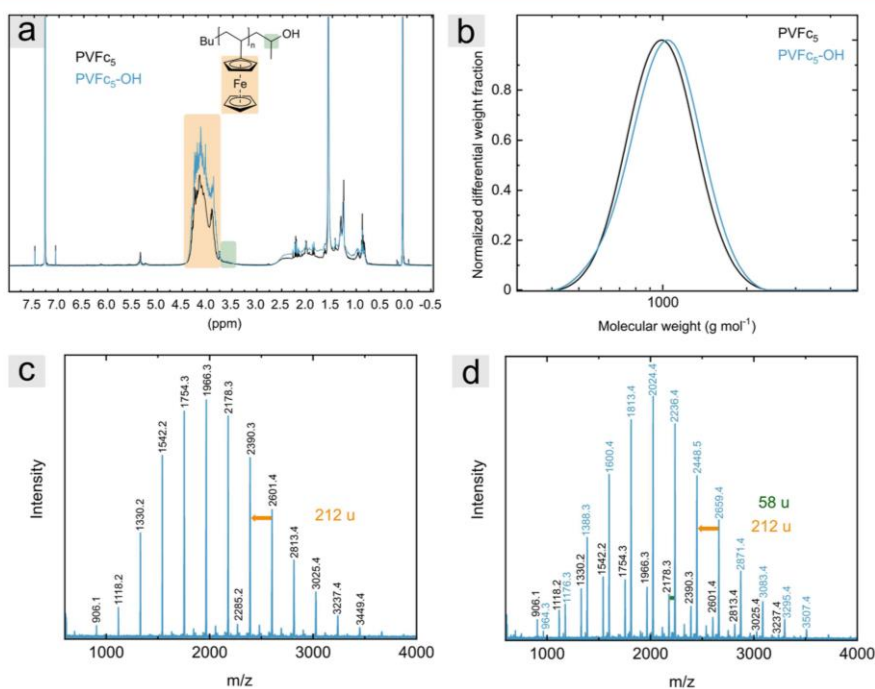 a
Bu
n
OH
Fe
PVFc5
PVFc5-OH
7.5 7.0 6.5 6.0 5.5 5.0 4.5 4.0 3.5 3.0 2.5 2.0 1.5 1.0 0.5 0.0 -0.5
(ppm)
b
PVFc5
PVFc5-OH
Normalized differential weight fraction
1
0.8
0.6
0.4
0.2
0
1000
Molecular weight (g mol-1)
c
Intensity
906.1
1118.2
1330.2
1542.2
1754.3
1966.3
2178.3
2285.2
2390.3
2601.4
2813.4
3025.4
3237.4
3449.4
212 u
1000 2000 3000 4000
m/z
d
Intensity
906.1
964.3
1118.2
1176.3
1330.2
1388.3
1542.2
1600.4
1754.3
1813.4
1966.3
2024.4
2178.3
2236.4
2390.3
2448.5
2601.4
2659.4
2813.4
2871.4
3025.4
3083.4
3237.4
3295.4
3507.4
58 u
212 u
1000 2000 3000 4000
m/z